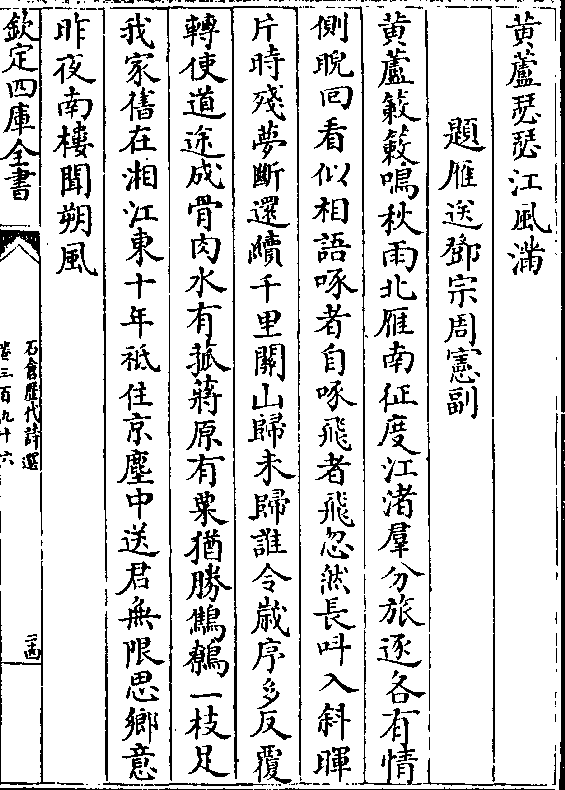 黄蘆瑟瑟江風滿
題雁送鄧宗周憲副
黄蘆簌簌鳴秋雨北雁南征度江渚羣分旅逐各有情
側睨回看似相語啄者自啄飛者飛忽然長呌入斜暉
片時殘夢斷還續千里關山歸未歸誰令歲序多反覆
轉使道途成骨肉水有菰蔣原有粟猶勝鷦鷯一枝足
我家舊在湘江東十年祇住京塵中送君無限思鄉意
昨夜南樓聞朔風
欽定四庫全書
石倉歷代詩選
卷三百九十六